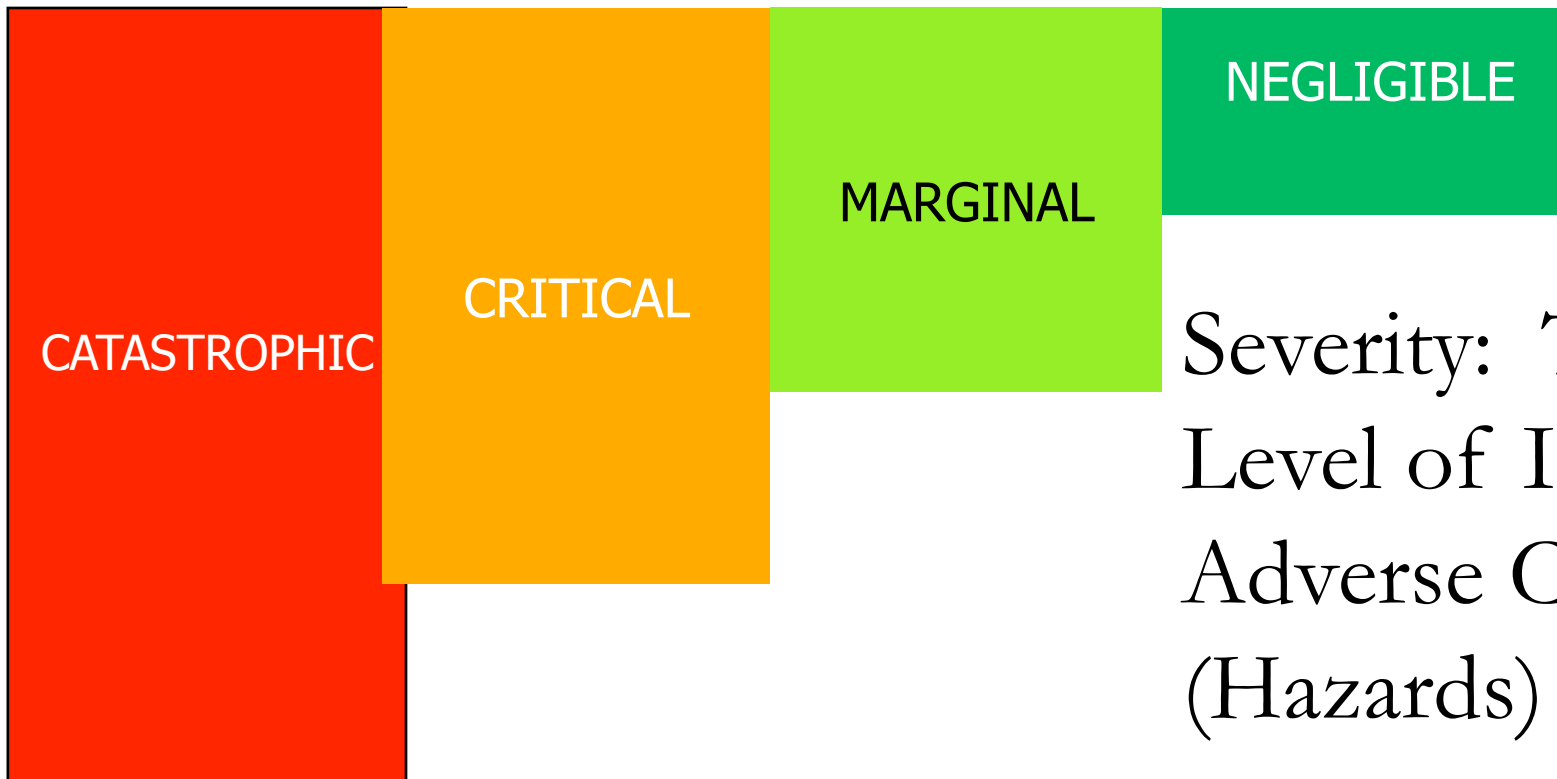 CATASTROPHIC
CRITICAL
MARGINAL
NEGLIGIBLE
Severity:
Level of
Adverse
(Hazards)